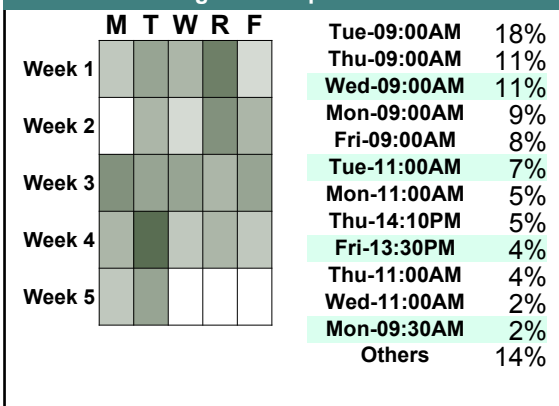 M T W R F
Week 1
Week 2
Week 3
Week 4
Week 5
Tue-09:00AM 18%
Thu-09:00AM 11%
Wed-09:00AM 11%
Mon-09:00AM 9%
Fri-09:00AM 8%
Tue-11:00AM 7%
Mon-11:00AM 5%
Thu-14:10PM 5%
Fri-13:30PM 4%
Thu-11:00AM 4%
Wed-11:00AM 2%
Mon-09:30AM 2%
Others 14%